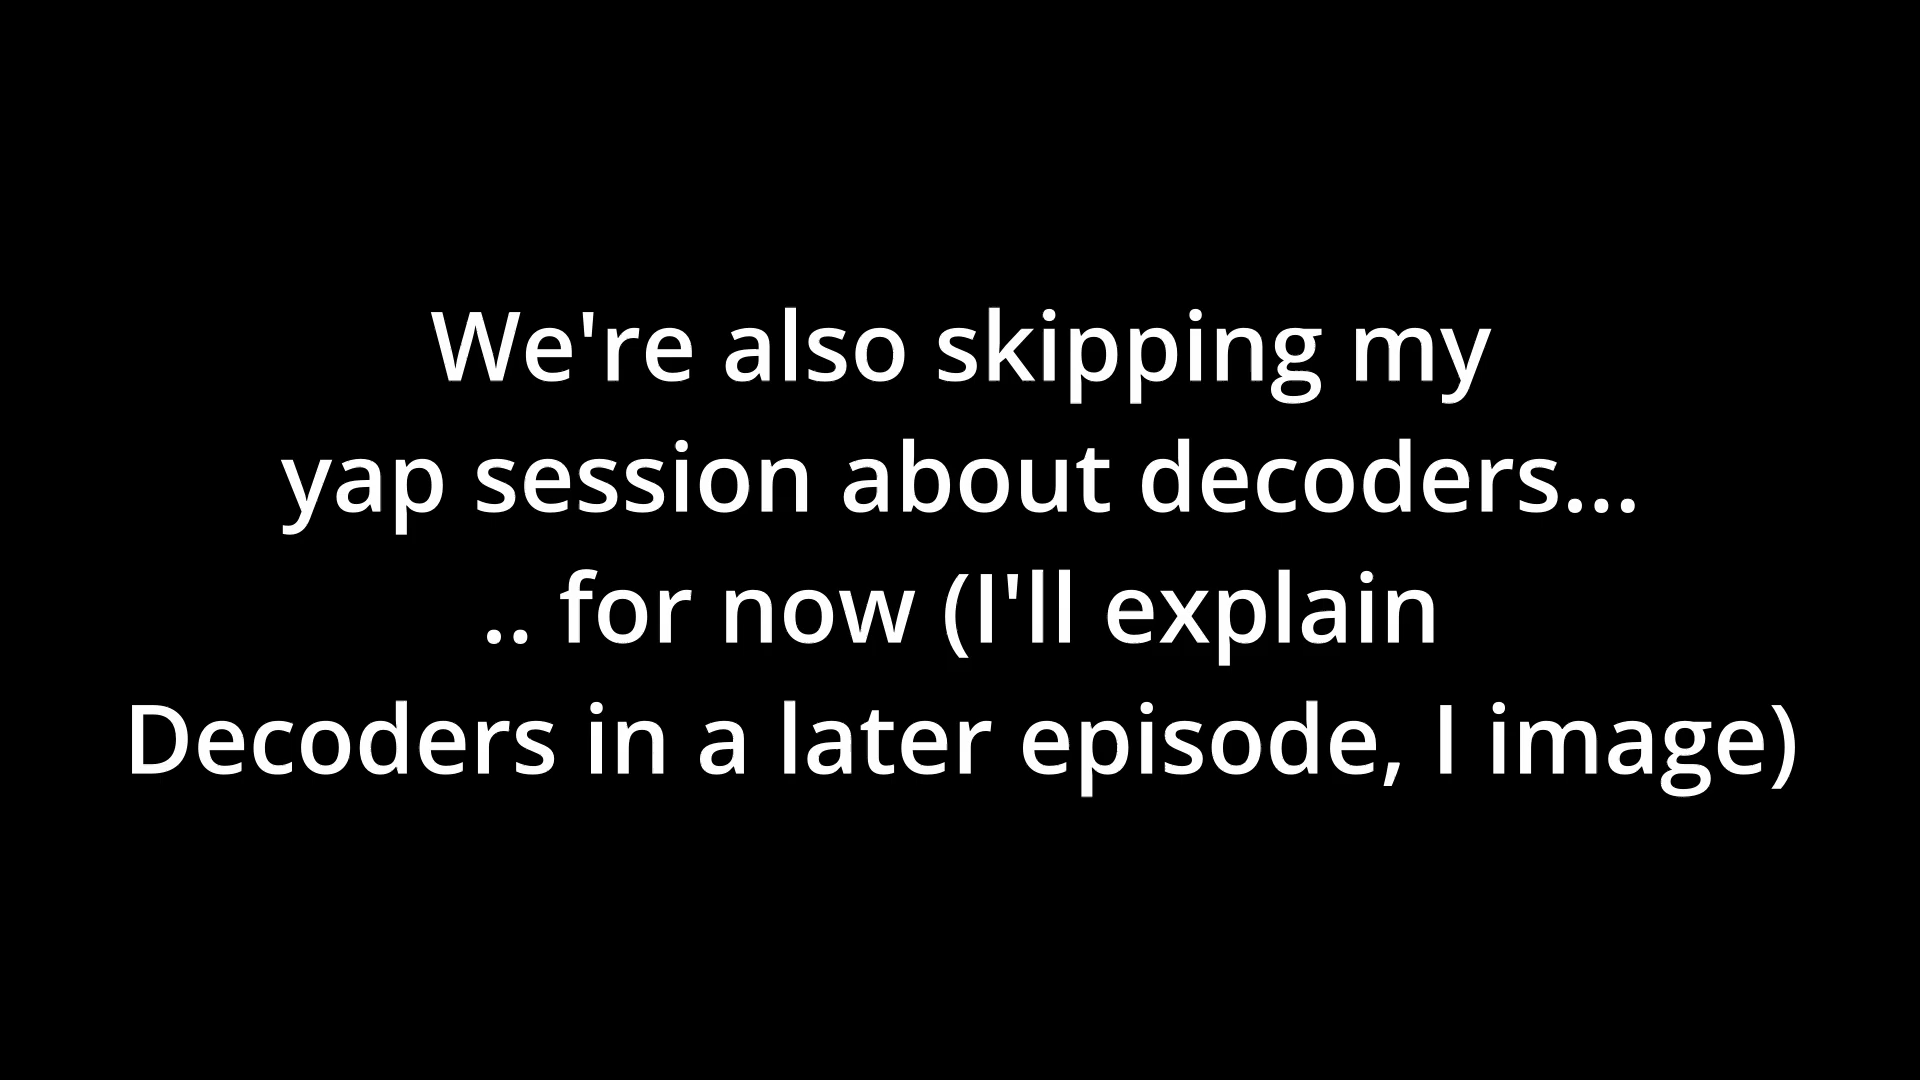 We're also skipping my
yap session about decoders...
.. for now (I'll explain
Decoders in a later episode, I image)